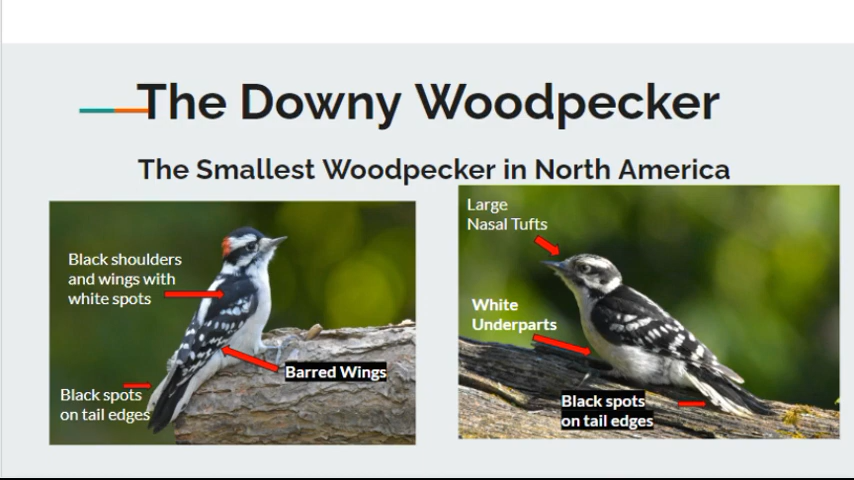 The Downy Woodpecker
The Smallest Woodpecker in North America
Black shoulders
and wings with
white spots
Barred Wings
Black spots
on tail edges
Large
Nasal Tufts
White
Underparts
Black spots
on tail edges